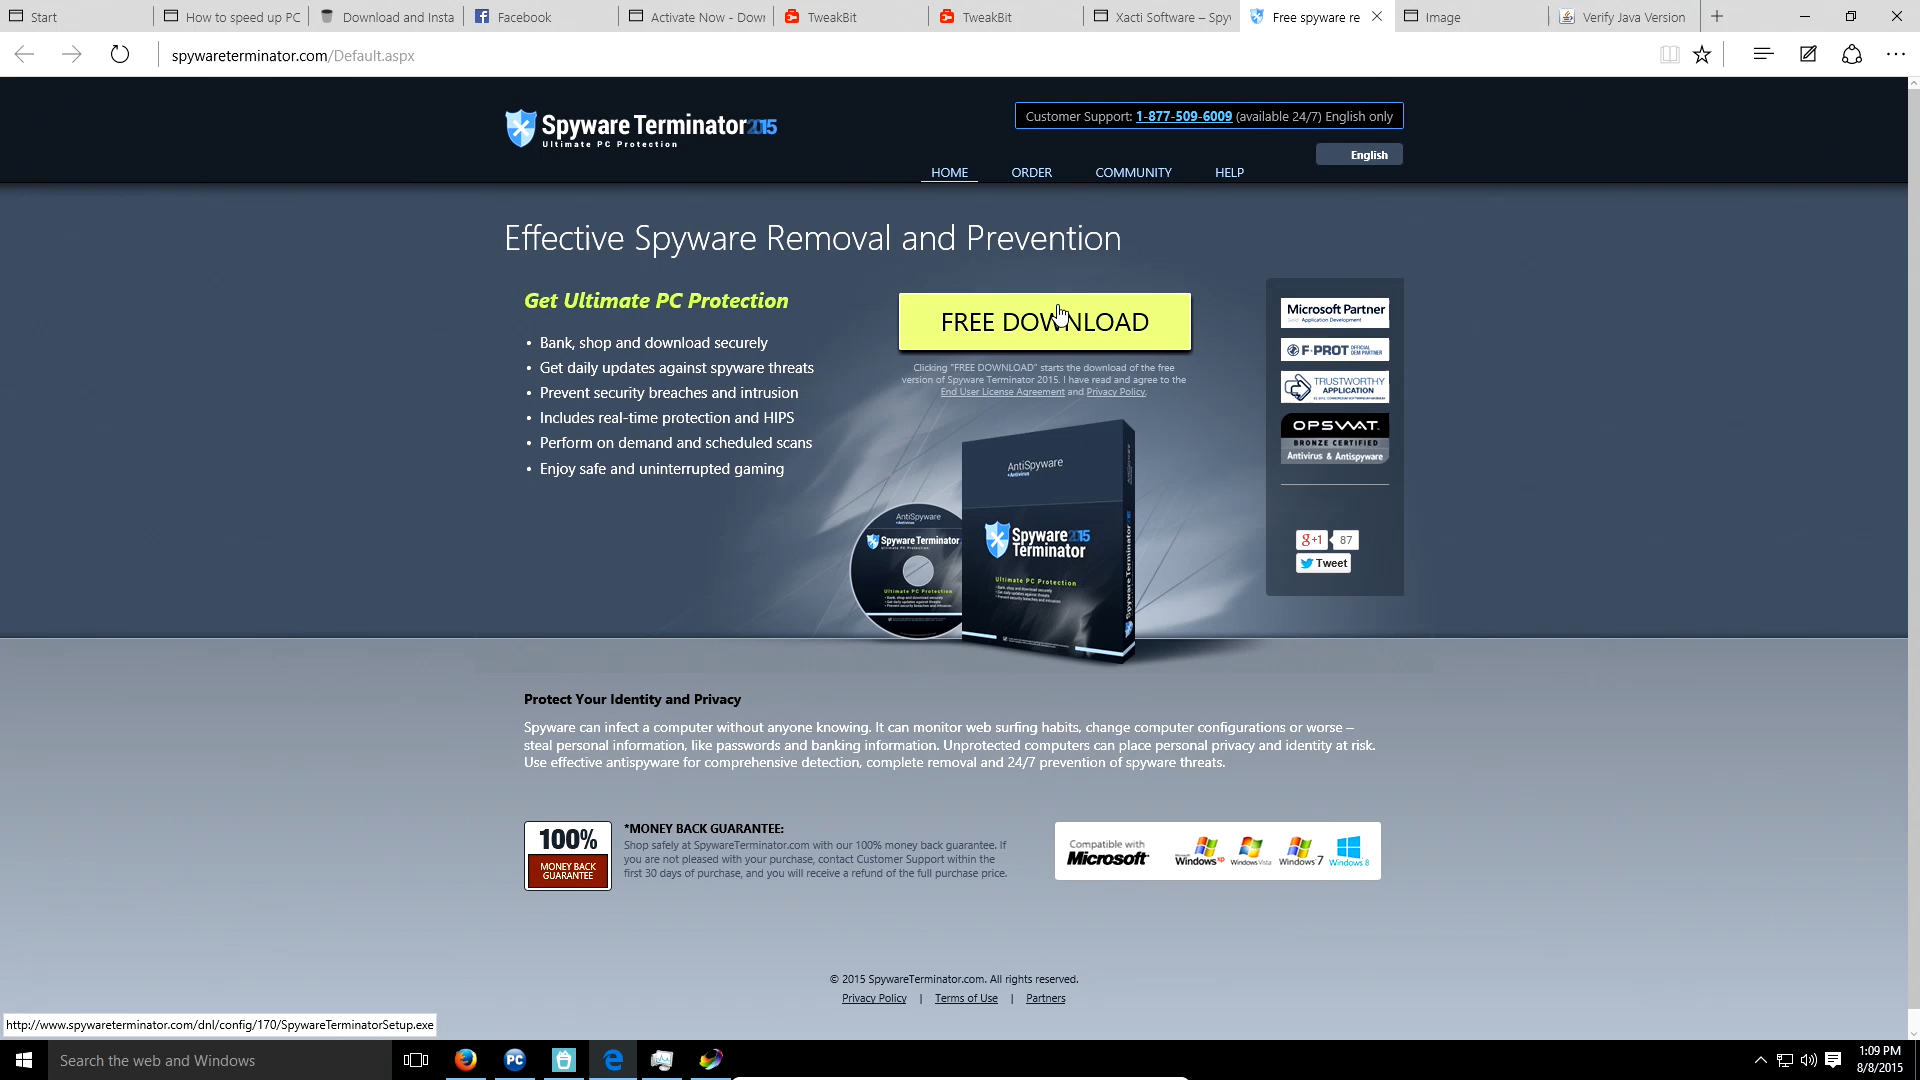 Start
How to speed up PC
Download and Insta
Facebook
Activate Now - Down
TweakBit
TweakBit
Xacti Software – Spy
Free spyware re
Image
Verify Java Version
spywareterminator.com/Default.aspx
Spyware Terminator 2015
Ultimate PC Protection
Customer Support: 1-877-509-6009 (available 24/7) English only
English
HOME
ORDER
COMMUNITY
HELP
Effective Spyware Removal and Prevention
Get Ultimate PC Protection
• Bank, shop and download securely
• Get daily updates against spyware threats
• Prevent security breaches and intrusion
• Includes real-time protection and HIPS
• Perform on demand and scheduled scans
• Enjoy safe and uninterrupted gaming
FREE DOWNLOAD
Clicking "FREE DOWNLOAD" starts the download of the free
version of Spyware Terminator 2015. I have read and agree to the
End User License Agreement and Privacy Policy.
Microsoft Partner
Gold Application Development
F-PROT OFFICIAL
OEM PARTNER
TRUSTWORTHY
APPLICATION
OPSWAT.
BRONZE CERTIFIED
Antivirus & Antispyware
g+1 87
Tweet
AntiSpyware
+Antivirus
Spyware 2015
Terminator
Ultimate PC Protection
AntiSpyware
Spyware Terminator
Ultimate PC Protection
Protect Your Identity and Privacy
Spyware can infect a computer without anyone knowing. It can monitor web surfing habits, change computer configurations or worse –
steal personal information, like passwords and banking information. Unprotected computers can place personal privacy and identity at risk.
Use effective antispyware for comprehensive detection, complete removal and 24/7 prevention of spyware threats.
100%
MONEY BACK
GUARANTEE
*MONEY BACK GUARANTEE:
Shop safely at SpywareTerminator.com with our 100% money back guarantee. If
you are not pleased with your purchase, contact Customer Support within the
first 30 days of purchase, and you will receive a refund of the full purchase price.
Compatible with
Microsoft
Windows xp
Windows Vista
Windows 7
Windows 8
© 2015 SpywareTerminator.com. All rights reserved.
Privacy Policy | Terms of Use | Partners
http://www.spywareterminator.com/dnl/config/170/SpywareTerminatorSetup.exe
Search the web and Windows
PC
1:09 PM
8/8/2015